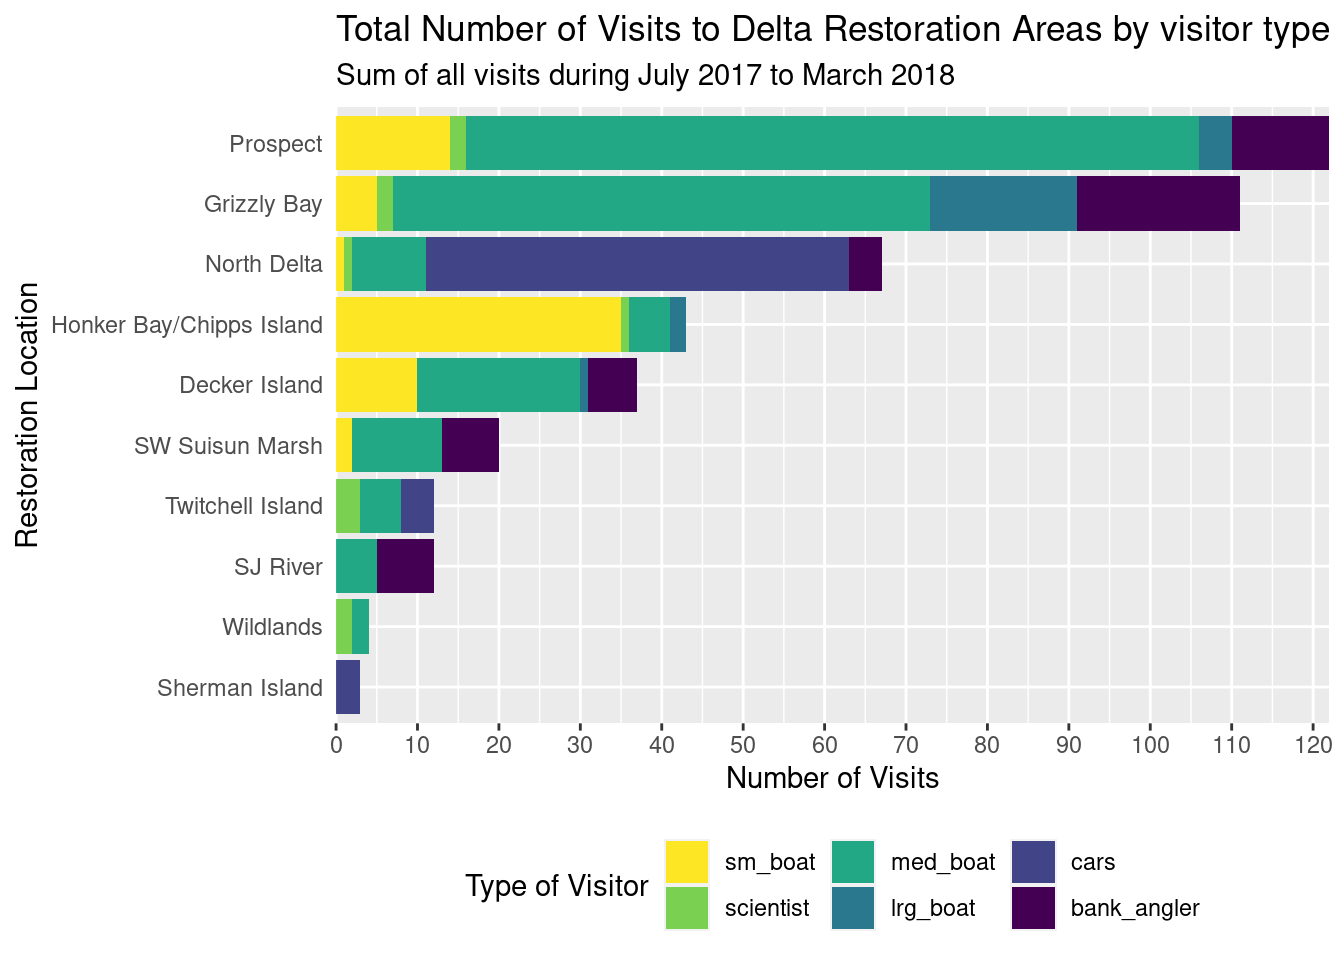 Total Number of Visits to Delta Restoration Areas by visitor type
Sum of all visits during July 2017 to March 2018
Restoration Location
Prospect
Grizzly Bay
North Delta
Honker Bay/Chipps Island
Decker Island
SW Suisun Marsh
Twitchell Island
SJ River
Wildlands
Sherman Island
0 10 20 30 40 50 60 70 80 90 100 110 120
Number of Visits
Type of Visitor
sm_boat med_boat cars
scientist lrg_boat bank_angler